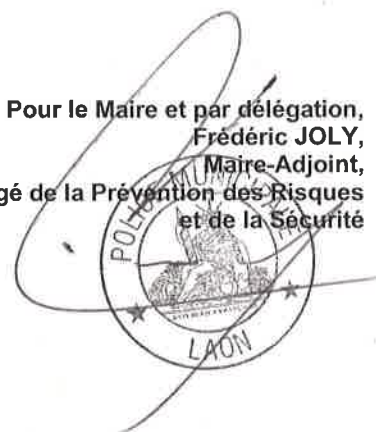 Pour le Maire et par délégation,
Frédéric JOLY,
Maire-Adjoint,
gé de la Prévention des Risques
et de la Sécurité
LAON